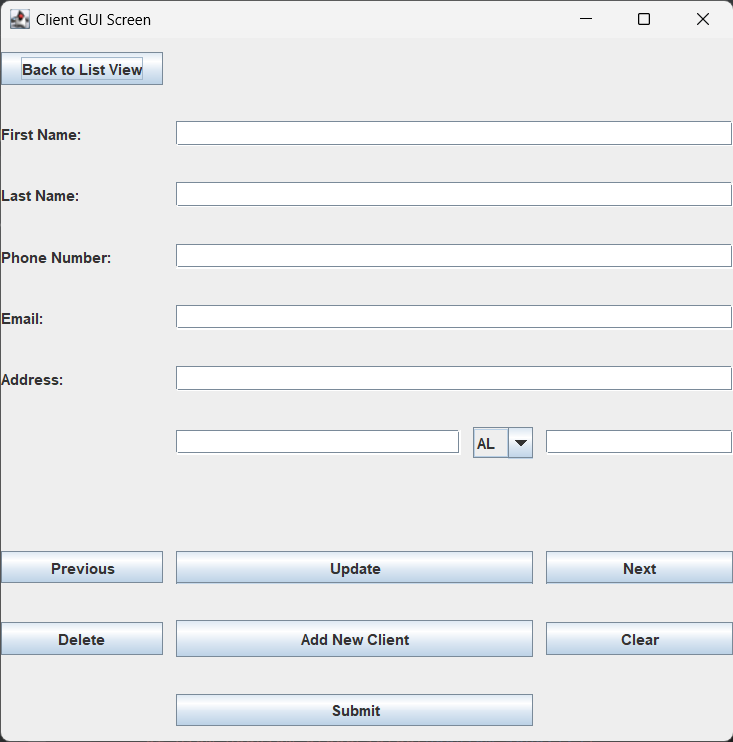 Client GUI Screen
Back to List View
First Name:
Last Name:
Phone Number:
Email:
Address:
AL
Previous Update Next
Delete Add New Client Clear
Submit